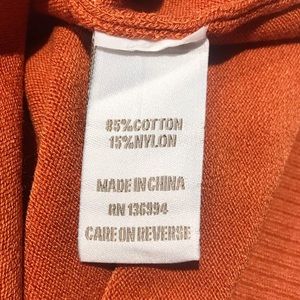 85%COTTON
15%NYLON
MADE IN CHINA
RN 136994
CARE ON REVERSE